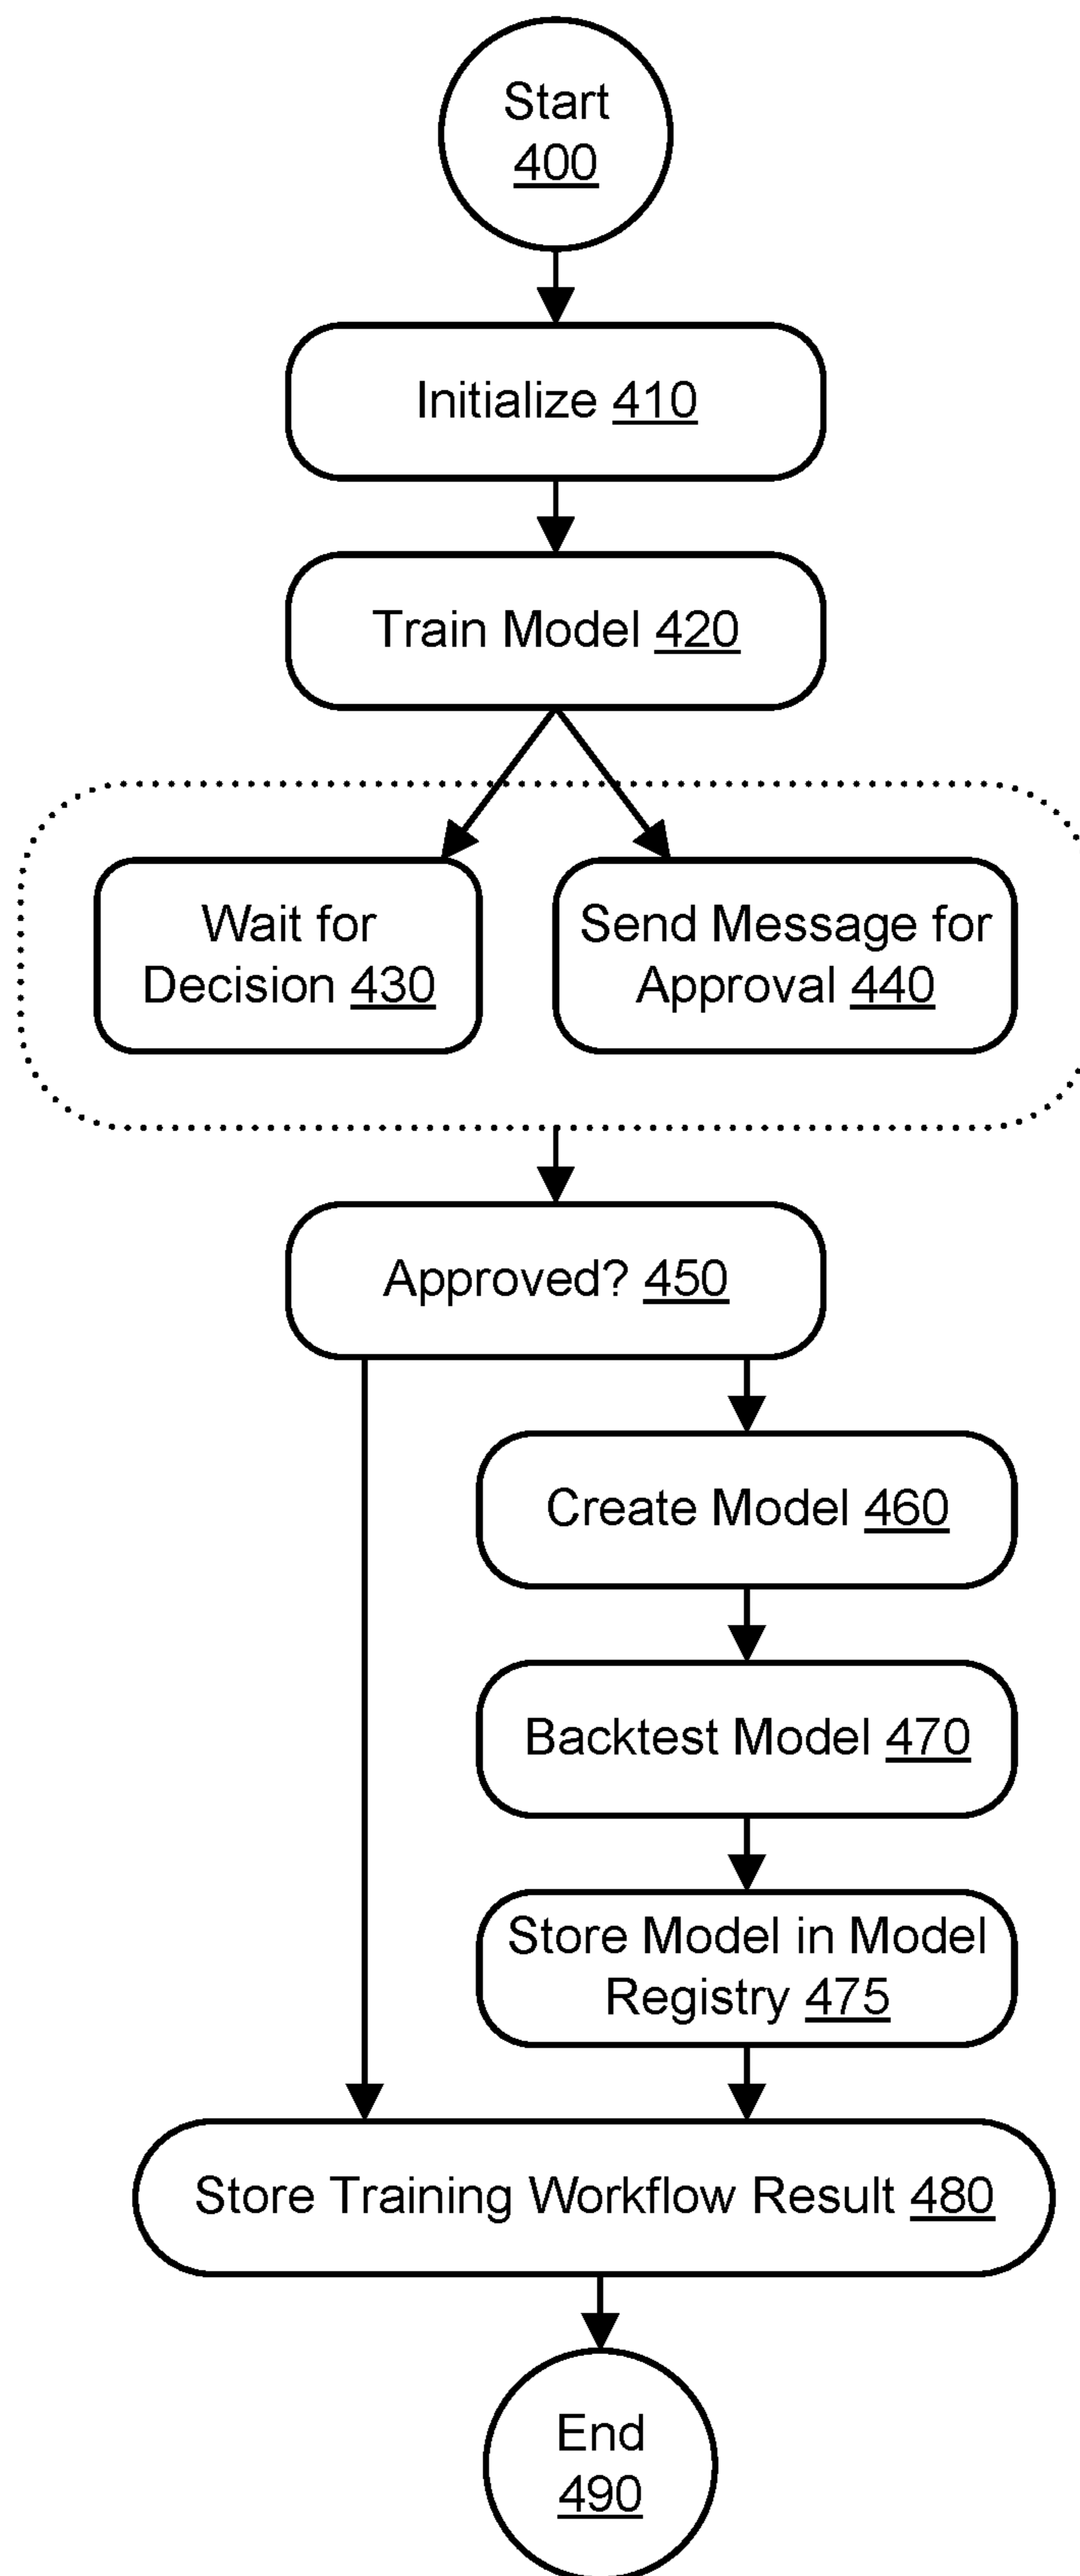 Start
400
Initialize 410
Train Model 420
Wait for
Decision 430
Send Message for
Approval 440
Approved? 450
Create Model 460
Backtest Model 470
Store Model in Model
Registry 475
Store Training Workflow Result 480
End
490